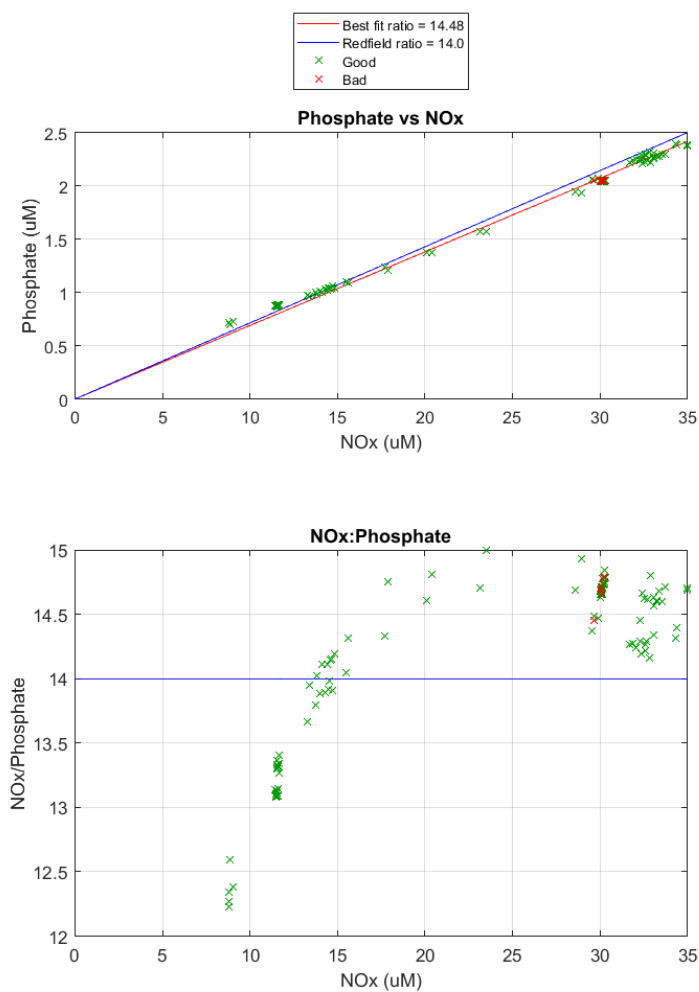 Best fit ratio = 14.48
Redfield ratio = 14.0
Good
Bad
Phosphate vs NOx
2.5
2
1.5
1
0.5
0
Phosphate (uM)
0 5 10 15 20 25 30 35
NOx (uM)
NOx:Phosphate
15
14.5
14
13.5
13
12.5
12
NOx/Phosphate
0 5 10 15 20 25 30 35
NOx (uM)